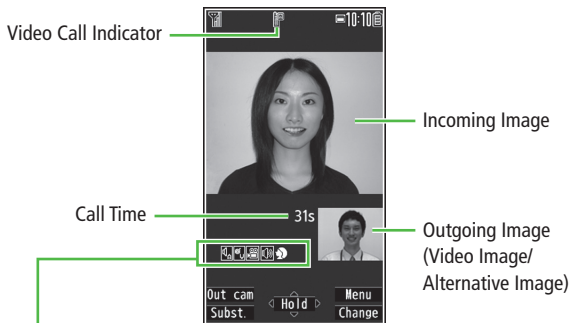 10:10
Video Call Indicator
Incoming Image
Call Time
31s
Outgoing Image
(Video Image/
Alternative Image)
Out cam
Hold
Menu
Subst.
Change